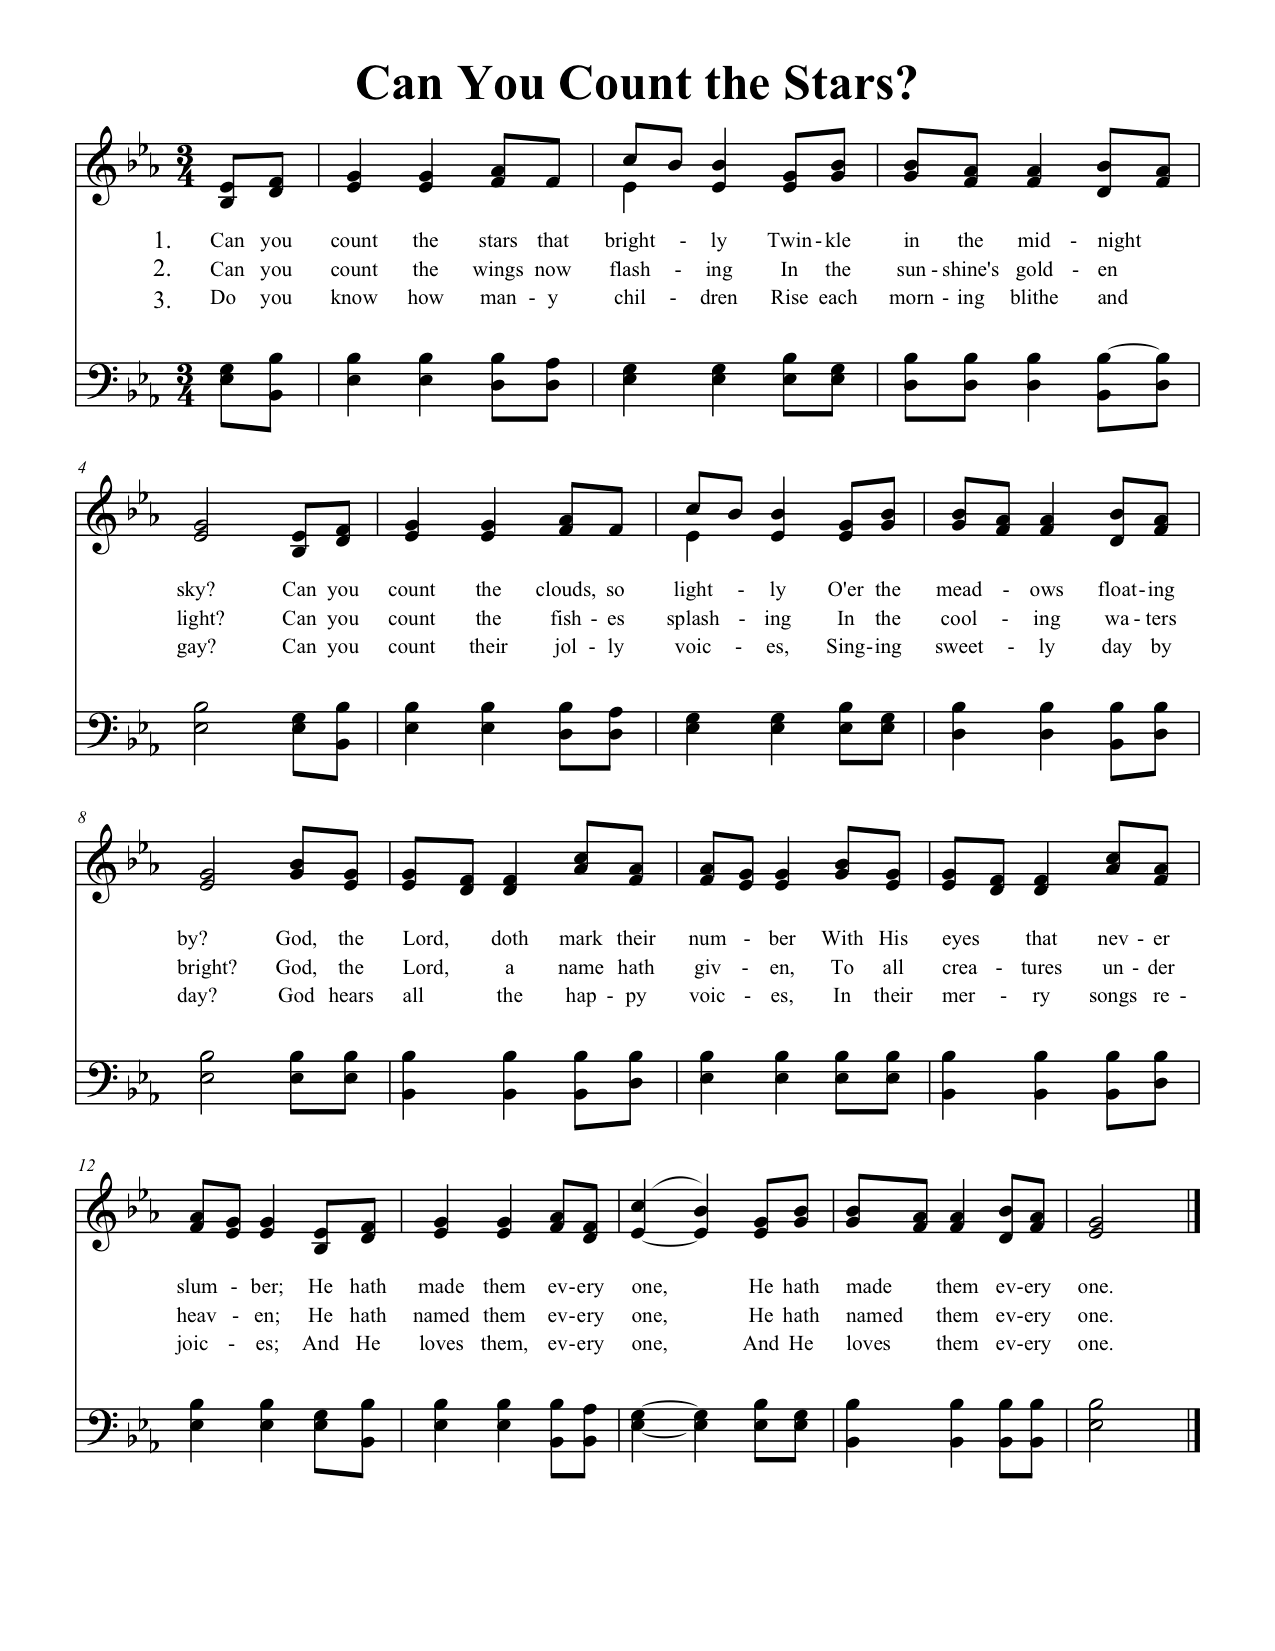 Can You Count the Stars?
3 4
1. Can you count the stars that bright - ly Twin - kle in the mid - night
2. Can you count the wings now flash - ing In the sun - shine's gold - en
3. Do you know how man - y chil - dren Rise each morn - ing blithe and
3 4
4
sky? Can you count the clouds, so light - ly O'er the mead - ows float - ing
light? Can you count the fish - es splash - ing In the cool - ing wa - ters
gay? Can you count their jol - ly voic - es, Sing - ing sweet - ly day by
8
by? God, the Lord, doth mark their num - ber With His eyes that nev - er
bright? God, the Lord, a name hath giv - en, To all crea - tures un - der
day? God hears all the hap - py voic - es, In their mer - ry songs re -
12
slum - ber; He hath made them ev - ery one, He hath made them ev - ery one.
heav - en; He hath named them ev - ery one, He hath named them ev - ery one.
joic - es; And He loves them, ev - ery one, And He loves them ev - ery one.